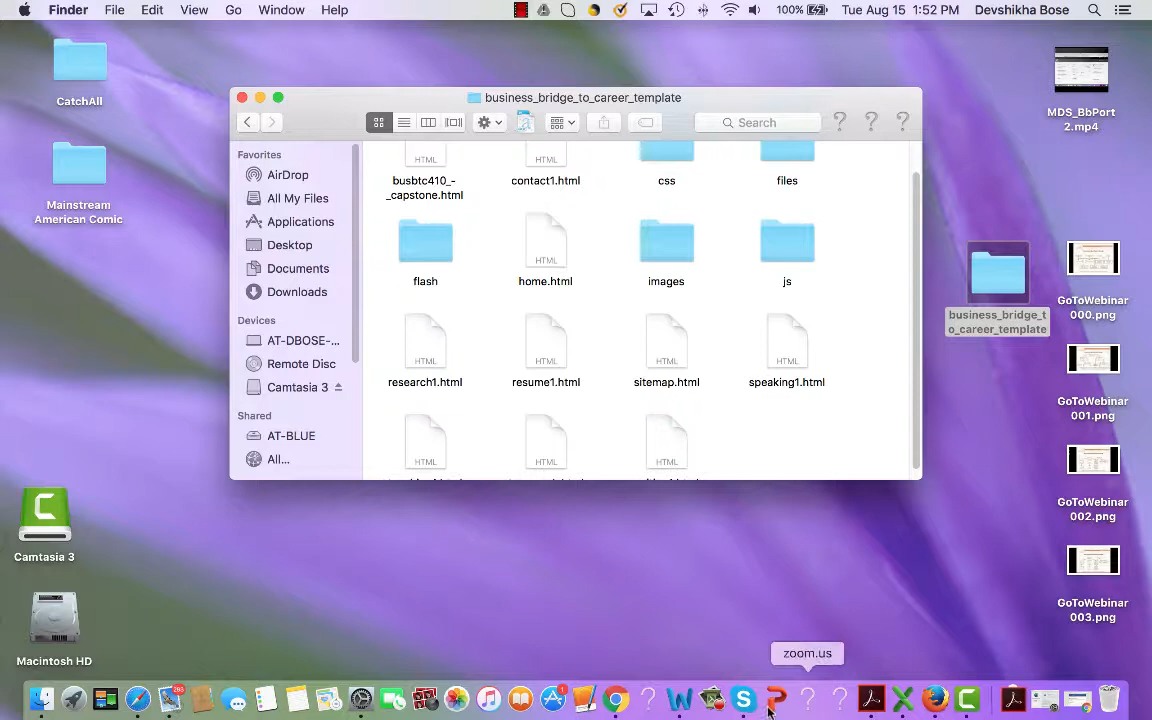 Finder File Edit View Go Window Help 100% Tue Aug 15 1:52 PM Devshikha Bose
CatchAll
Mainstream
American Comic
Camtasia 3
Macintosh HD
business_bridge_to_career_template
Search
Favorites
AirDrop
All My Files
Applications
Desktop
Documents
Downloads
Devices
AT-DBOSE-...
Remote Disc
Camtasia 3
Shared
AT-BLUE
All...
HTML HTML
busbtc410_-
_capstone.html
contact1.html
css
files
flash
home.html
HTML
images
js
HTML HTML HTML HTML
research1.html
resume1.html
sitemap.html
speaking1.html
HTML HTML HTML
MDS_BbPort
2.mp4
business_bridge_t
o_career_template
GoToWebinar
000.png
GoToWebinar
001.png
GoToWebinar
002.png
GoToWebinar
003.png
zoom.us